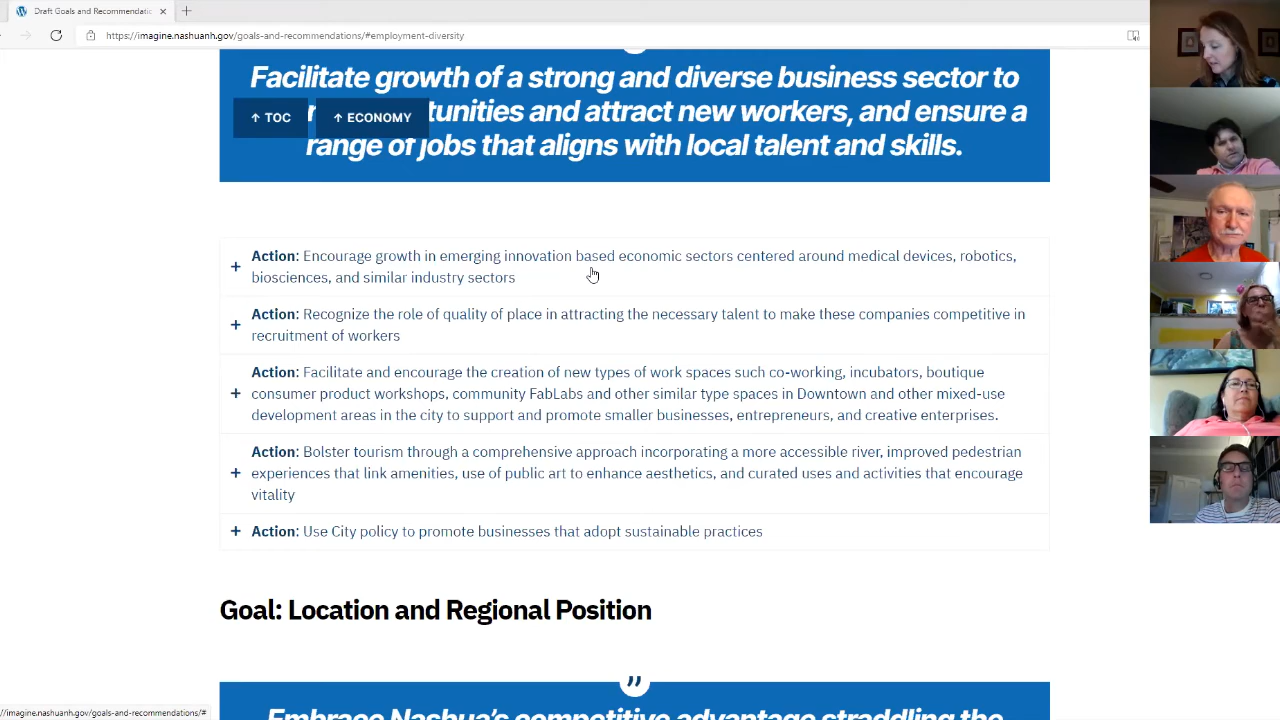 Draft Goals and Recommendatic
https://imagine.nashuanh.gov/goals-and-recommendations/#employment-diversity
Facilitate growth of a strong and diverse business sector to
↑ TOC
↑ ECONOMY
tunities and attract new workers, and ensure a
range of jobs that aligns with local talent and skills.
+ Action: Encourage growth in emerging innovation based economic sectors centered around medical devices, robotics,
biosciences, and similar industry sectors
+ Action: Recognize the role of quality of place in attracting the necessary talent to make these companies competitive in
recruitment of workers
+ Action: Facilitate and encourage the creation of new types of work spaces such co-working, incubators, boutique
consumer product workshops, community FabLabs and other similar type spaces in Downtown and other mixed-use
development areas in the city to support and promote smaller businesses, entrepreneurs, and creative enterprises.
+ Action: Bolster tourism through a comprehensive approach incorporating a more accessible river, improved pedestrian
experiences that link amenities, use of public art to enhance aesthetics, and curated uses and activities that encourage
vitality
+ Action: Use City policy to promote businesses that adopt sustainable practices
Goal: Location and Regional Position
”
Embrace Nashua's competitive advantage straddling the
//imagine.nashuanh.gov/goals-and-recommendations/#